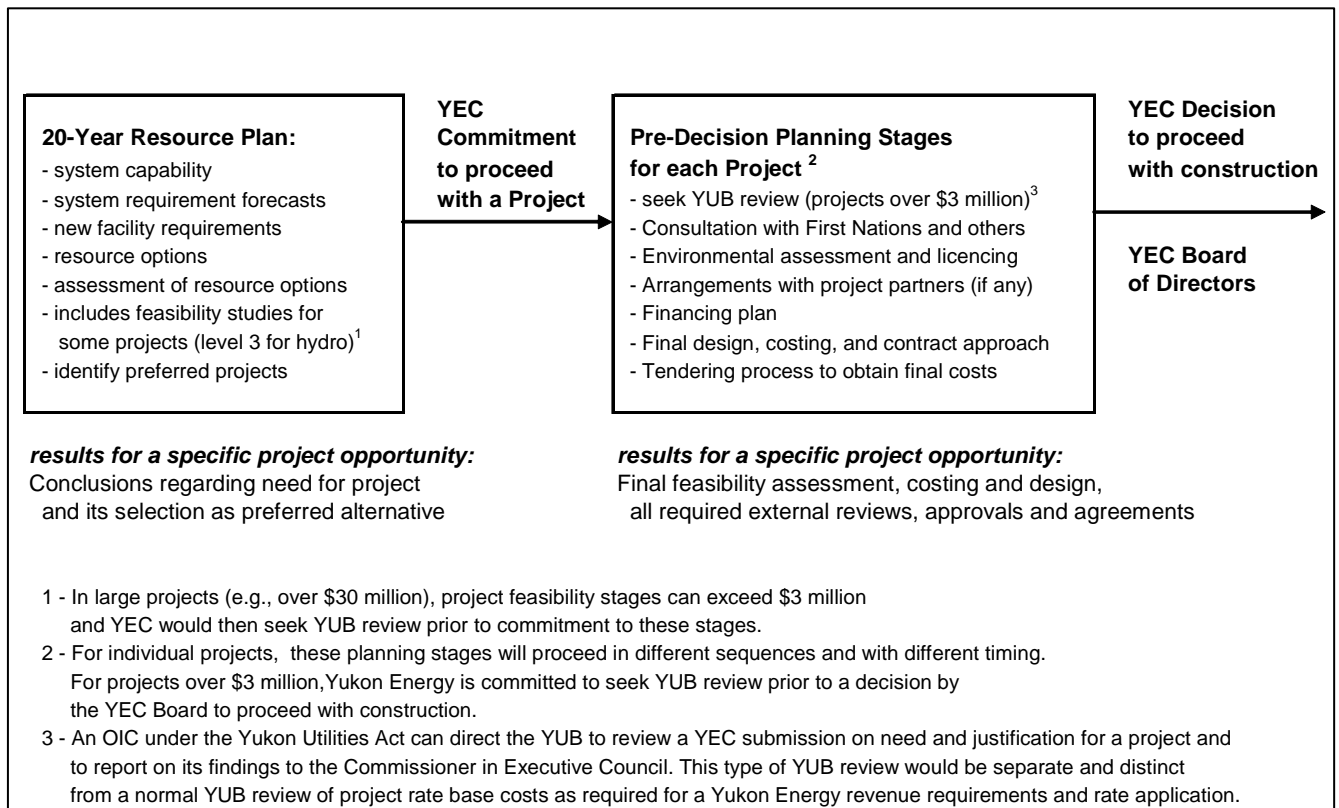 20-Year Resource Plan:
- system capability
- system requirement forecasts
- new facility requirements
- resource options
- assessment of resource options
- includes feasibility studies for
some projects (level 3 for hydro)1
- identify preferred projects
YEC
Commitment
to proceed
with a Project
Pre-Decision Planning Stages
for each Project 2
- seek YUB review (projects over $3 million)3
- Consultation with First Nations and others
- Environmental assessment and licencing
- Arrangements with project partners (if any)
- Financing plan
- Final design, costing, and contract approach
- Tendering process to obtain final costs
YEC Decision
to proceed
with construction
YEC Board
of Directors
results for a specific project opportunity:
Conclusions regarding need for project
and its selection as preferred alternative
results for a specific project opportunity:
Final feasibility assessment, costing and design,
all required external reviews, approvals and agreements
1 - In large projects (e.g., over $30 million), project feasibility stages can exceed $3 million
and YEC would then seek YUB review prior to commitment to these stages.
2 - For individual projects, these planning stages will proceed in different sequences and with different timing.
For projects over $3 million,Yukon Energy is committed to seek YUB review prior to a decision by
the YEC Board to proceed with construction.
3 - An OIC under the Yukon Utilities Act can direct the YUB to review a YEC submission on need and justification for a project and
to report on its findings to the Commissioner in Executive Council. This type of YUB review would be separate and distinct
from a normal YUB review of project rate base costs as required for a Yukon Energy revenue requirements and rate application.